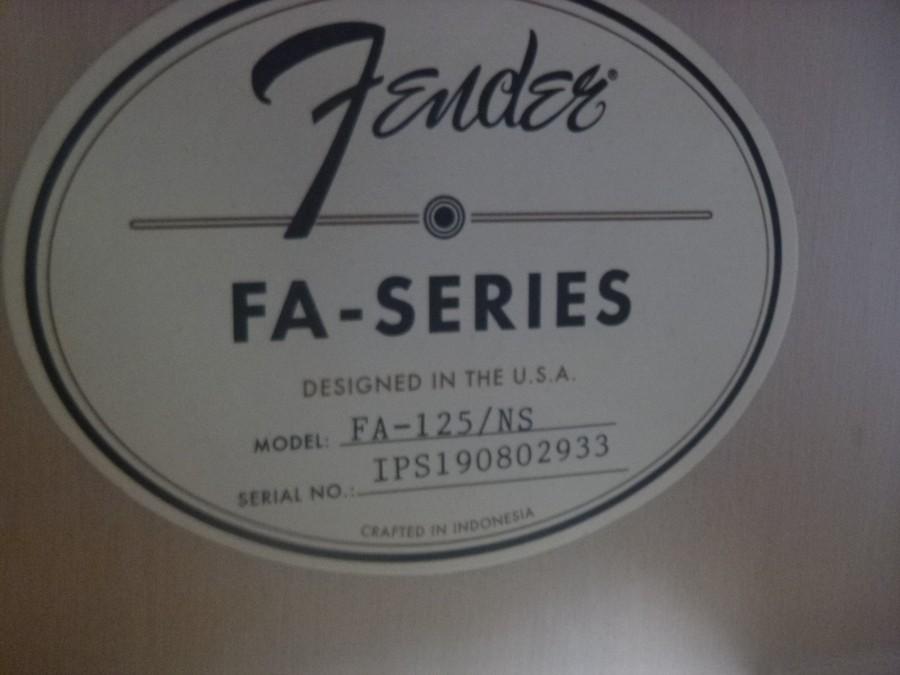 Fender®
FA-SERIES
DESIGNED IN THE U.S.A.
MODEL: FA-125/NS
SERIAL NO.: IPS190802933
CRAFTED IN INDONESIA